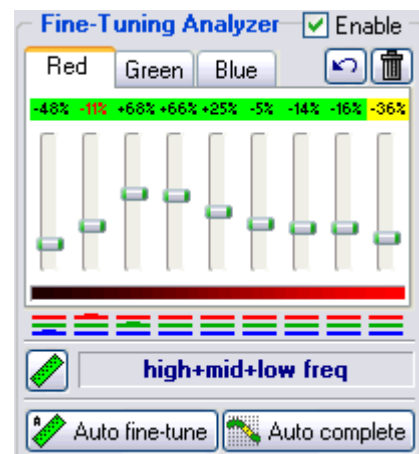 Fine-Tuning Analyzer Enable
Red Green Blue
-48% -11% +68% +66% +25% -5% -14% -16% -36%
high+mid+low freq
A Auto fine-tune Auto complete